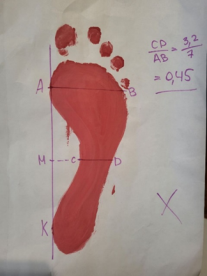 CD/AB = 3,2/7
= 0,45
A B
M C D
K
X